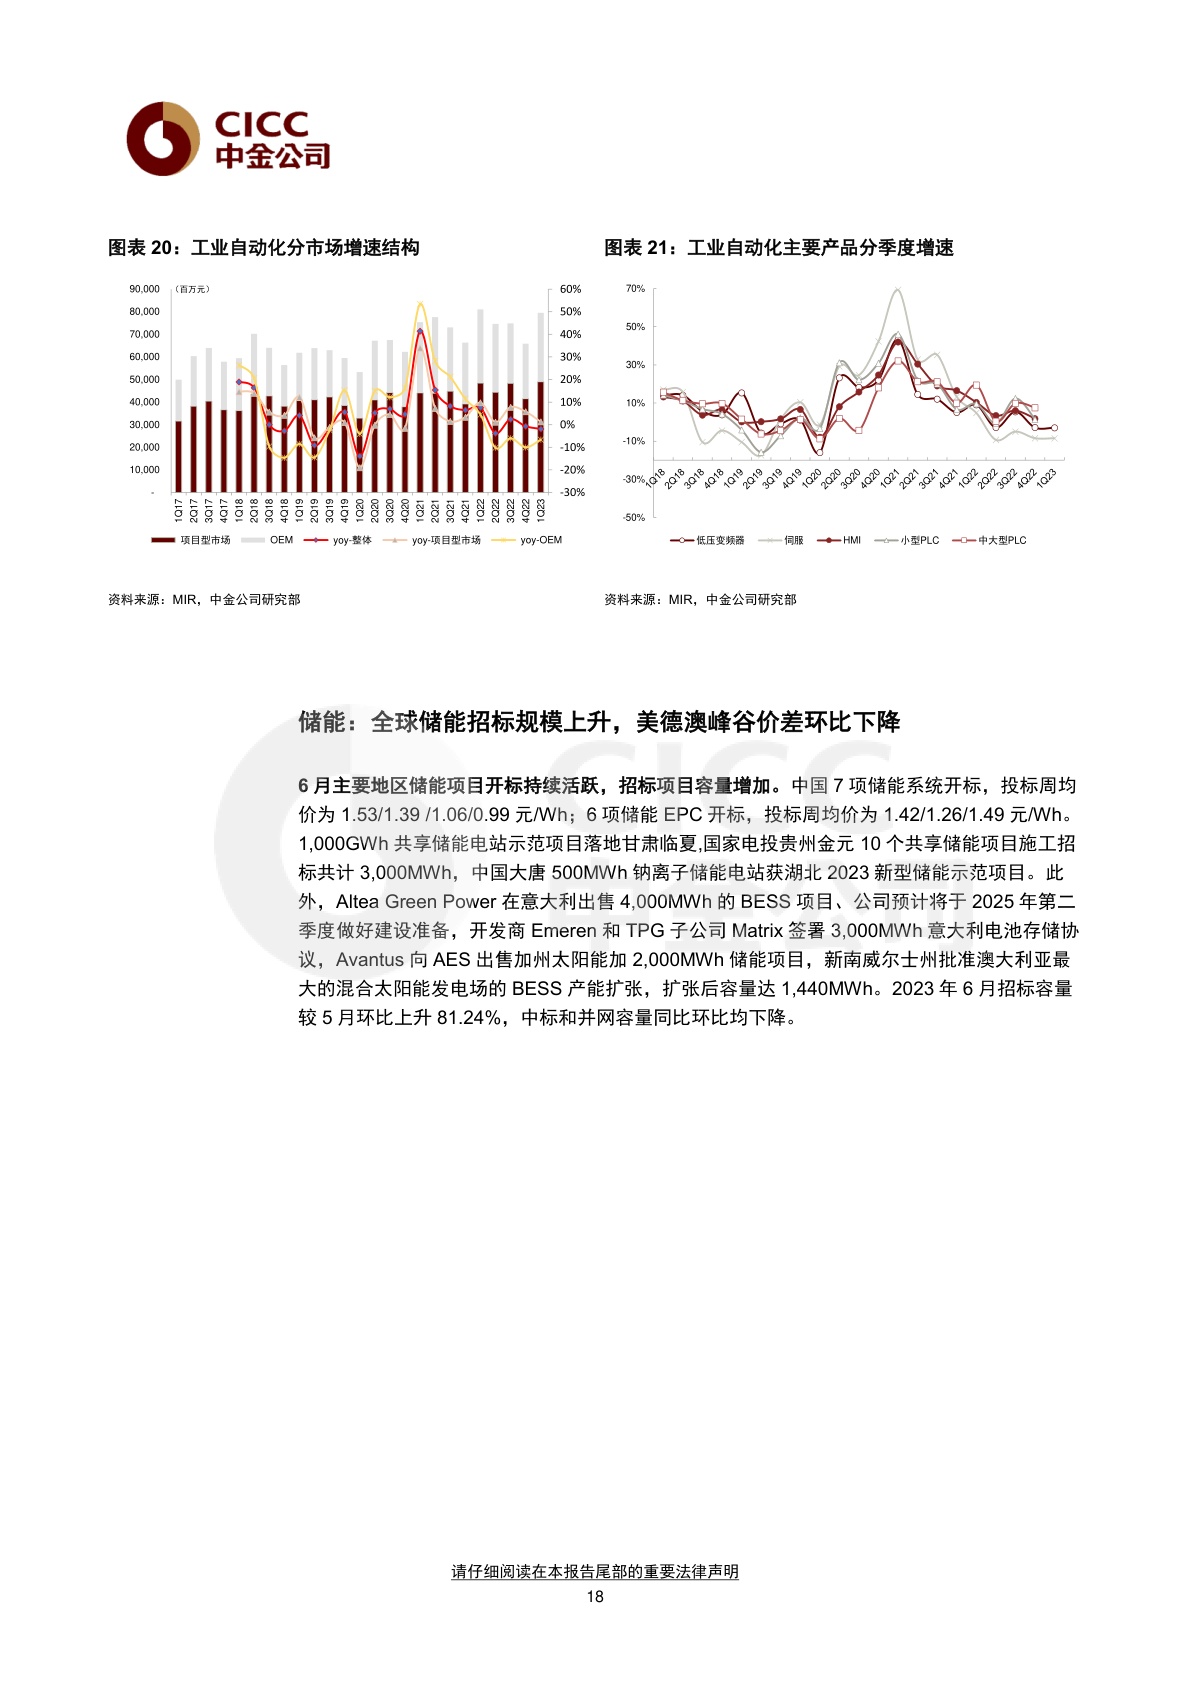 CICC
中金公司
图表 20：工业自动化分市场增速结构
90,000
80,000
70,000
60,000
50,000
40,000
30,000
20,000
10,000
-
（百万元）
60%
50%
40%
30%
20%
10%
0%
-10%
-20%
-30%
1Q17 2Q17 3Q17 4Q17 1Q18 2Q18 3Q18 4Q18 1Q19 2Q19 3Q19 4Q19 1Q20 2Q20 3Q20 4Q20 1Q21 2Q21 3Q21 4Q21 1Q22 2Q22 3Q22 4Q22 1Q23
项目型市场 OEM yoy-整体 yoy-项目型市场 yoy-OEM
资料来源：MIR，中金公司研究部
图表 21：工业自动化主要产品分季度增速
70%
50%
30%
10%
-10%
-30%
-50%
1Q18 2Q18 3Q18 4Q18 1Q19 2Q19 3Q19 4Q19 1Q20 2Q20 3Q20 4Q20 1Q21 2Q21 3Q21 4Q21 1Q22 2Q22 3Q22 4Q22 1Q23
低压变频器 伺服 HMI 小型PLC 中大型PLC
资料来源：MIR，中金公司研究部
储能：全球储能招标规模上升，美德澳峰谷价差环比下降
6 月主要地区储能项目开标持续活跃，招标项目容量增加。中国 7 项储能系统开标，投标周均
价为 1.53/1.39 /1.06/0.99 元/Wh；6 项储能 EPC 开标，投标周均价为 1.42/1.26/1.49 元/Wh。
1,000GWh 共享储能电站示范项目落地甘肃临夏,国家电投贵州金元 10 个共享储能项目施工招
标共计 3,000MWh，中国大唐 500MWh 钠离子储能电站获湖北 2023 新型储能示范项目。此
外，Altea Green Power 在意大利出售 4,000MWh 的 BESS 项目、公司预计将于 2025 年第二
季度做好建设准备，开发商 Emeren 和 TPG 子公司 Matrix 签署 3,000MWh 意大利电池存储协
议，Avantus 向 AES 出售加州太阳能加 2,000MWh 储能项目，新南威尔士州批准澳大利亚最
大的混合太阳能发电场的 BESS 产能扩张，扩张后容量达 1,440MWh。2023 年 6 月招标容量
较 5 月环比上升 81.24%，中标和并网容量同比环比均下降。
请仔细阅读在本报告尾部的重要法律声明
18